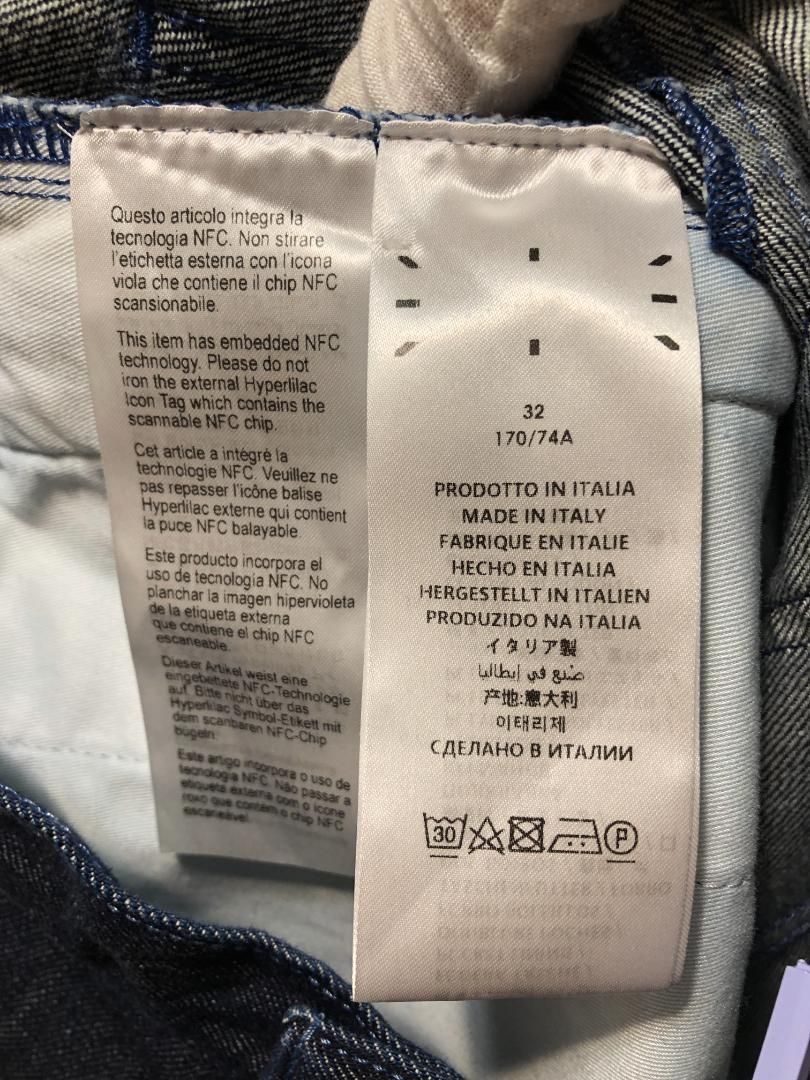 Questo articolo integra la
tecnologia NFC. Non stirare
l'etichetta esterna con l'icona
viola che contiene il chip NFC
scansionabile.
This item has embedded NFC
technology. Please do not
iron the external Hyperlilac
Icon Tag which contains the
scannable NFC chip.
Cet article a intégré la
technologie NFC. Veuillez ne
pas repasser l'icône balise
Hyperlilac externe qui contient
la puce NFC balayable.
Este producto incorpora el
uso de tecnologia NFC. No
planchar la imagen hipervioleta
de la etiqueta externa
que contiene el chip NFC
escaneable.
Dieser Artikel weist eine
eingebettete NFC-Technologie
auf. Bitte nicht über das
Hyperlilac Symbol-Etikett mit
dem scanbaren NFC-Chip
bügeln.
Este artigo incorpora o uso de
tecnologia NFC. Não passar a
etiqueta externa com o ícone
roxo que contém o chip NFC
escaneável.
32
170/74A
PRODOTTO IN ITALIA
MADE IN ITALY
FABRIQUE EN ITALIE
HECHO EN ITALIA
HERGESTELLT IN ITALIEN
PRODUZIDO NA ITALIA
イタリア製
صنع في إيطاليا
产地:意大利
이태리제
СДЕЛАНО В ИТАЛИИ
30 P